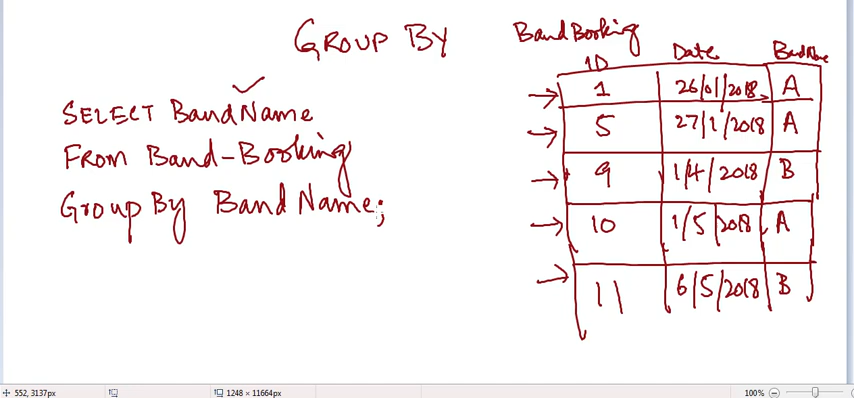 GROUP BY
SELECT BandName
From Band-Booking
Group By BandName;
BandBooking
ID Date BandName
1 26/01/2018 A
5 27/1/2018 A
9 1/4/2018 B
10 1/5/2018 A
11 6/5/2018 B
552, 3137px 1248 × 11664px 100%